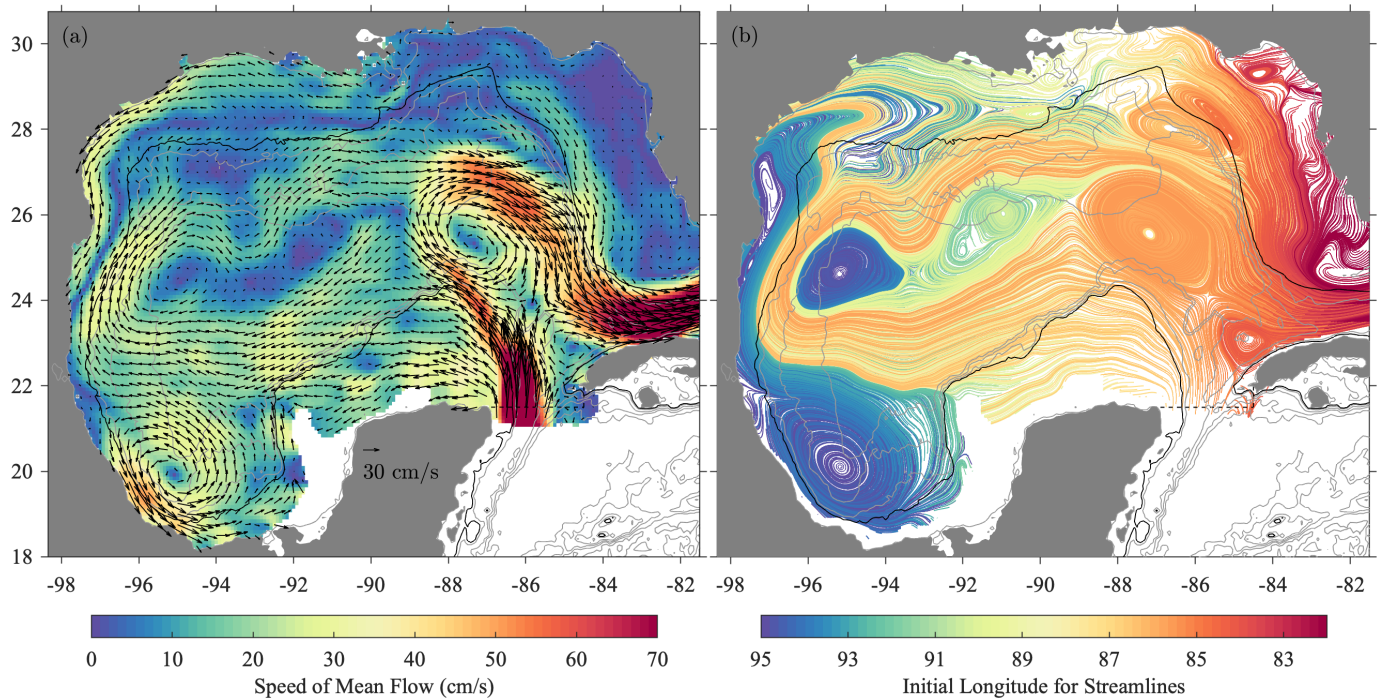 (a)
(b)
30
28
26
24
22
20
18
30 cm/s
-98 -96 -94 -92 -90 -88 -86 -84 -82
-98 -96 -94 -92 -90 -88 -86 -84 -82
0 10 20 30 40 50 60 70
95 93 91 89 87 85 83
Speed of Mean Flow (cm/s)
Initial Longitude for Streamlines